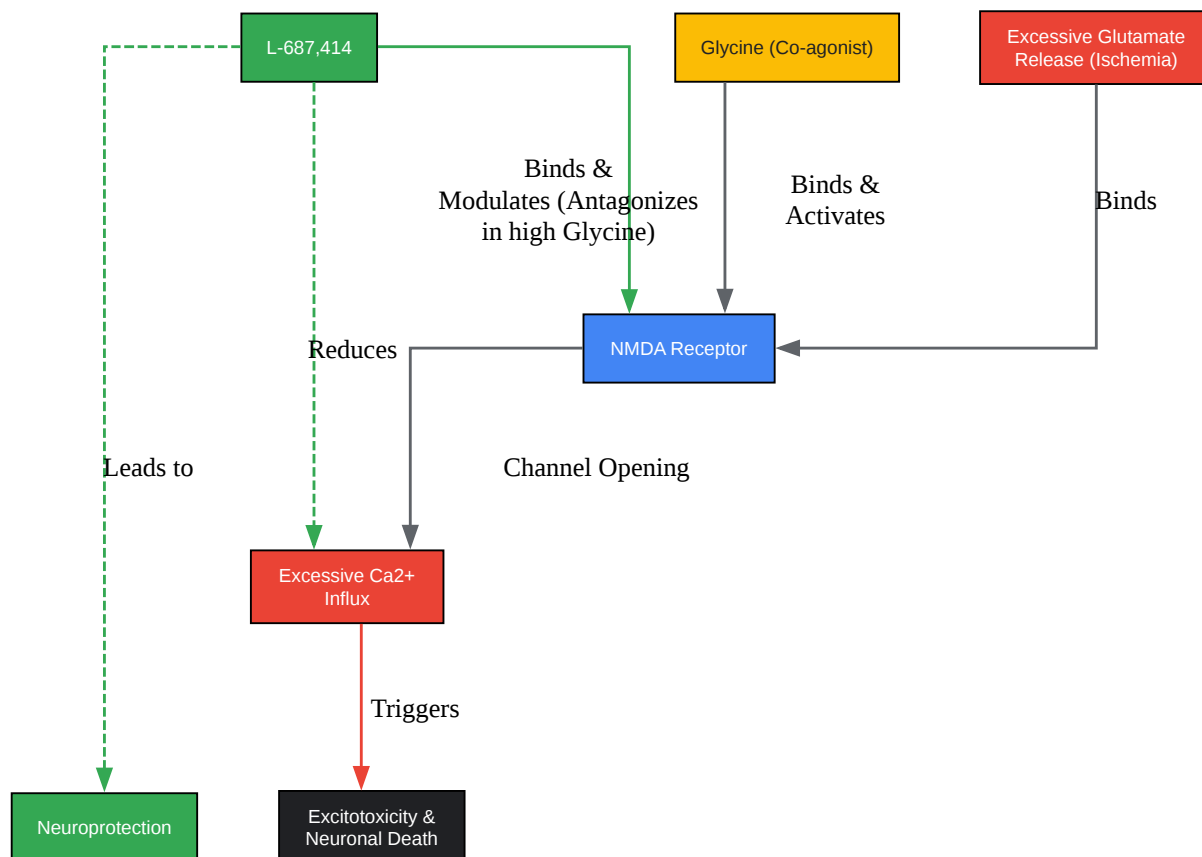 L-687,414
Glycine (Co-agonist)
Excessive Glutamate
Release (Ischemia)
Binds &
Modulates (Antagonizes
in high Glycine)
Binds &
Activates
Binds
Reduces
NMDA Receptor
Leads to
Channel Opening
Excessive Ca2+
Influx
Triggers
Neuroprotection
Excitotoxicity &
Neuronal Death